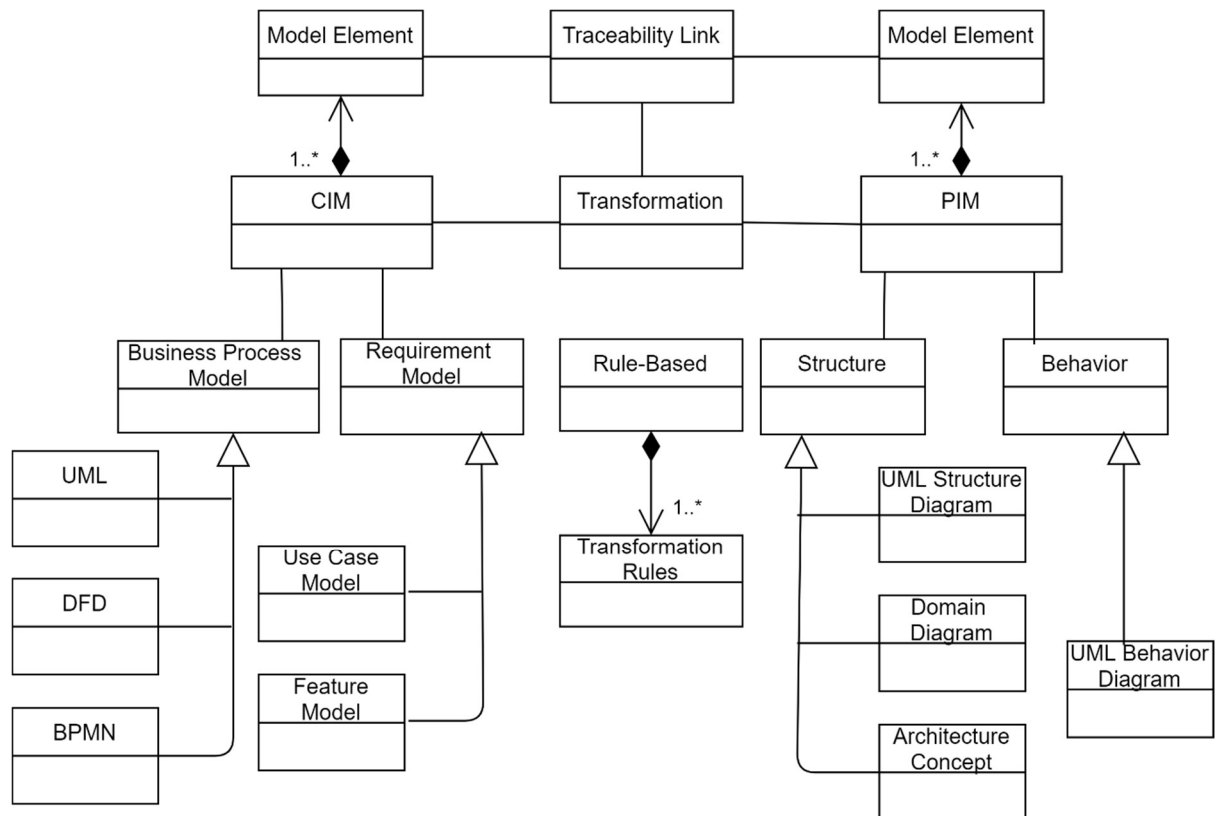 Model Element
Traceability Link
Model Element
1..*
1..*
CIM
Transformation
PIM
Business Process
Model
Requirement
Model
Rule-Based
Structure
Behavior
UML
UML Structure
Diagram
1..*
Use Case
Model
Transformation
Rules
DFD
Domain
Diagram
UML Behavior
Diagram
Feature
Model
BPMN
Architecture
Concept